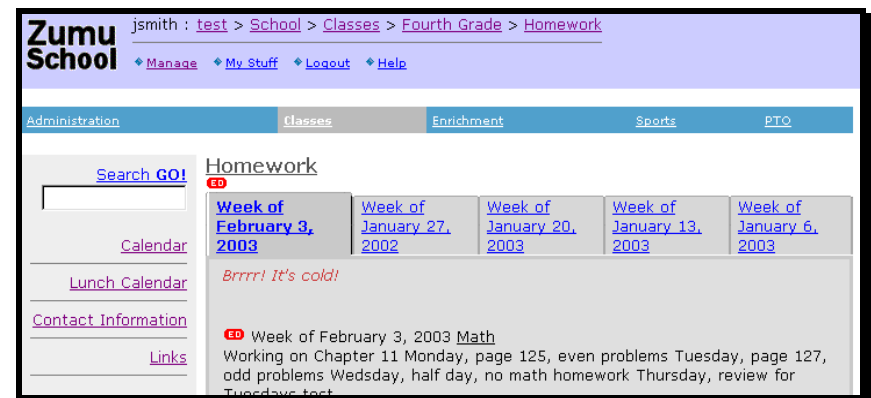 Zumu School
jsmith : test > School > Classes > Fourth Grade > Homework
Manage My Stuff Logout Help
Administration Classes Enrichment Sports PTO
Search GO!
Calendar
Lunch Calendar
Contact Information
Links
Homework
ED
Week of February 3, 2003
Week of January 27, 2002
Week of January 20, 2003
Week of January 13, 2003
Week of January 6, 2003
Brrrr! It's cold!
ED Week of February 3, 2003 Math
Working on Chapter 11 Monday, page 125, even problems Tuesday, page 127,
odd problems Wedsday, half day, no math homework Thursday, review for
Tuesdays test